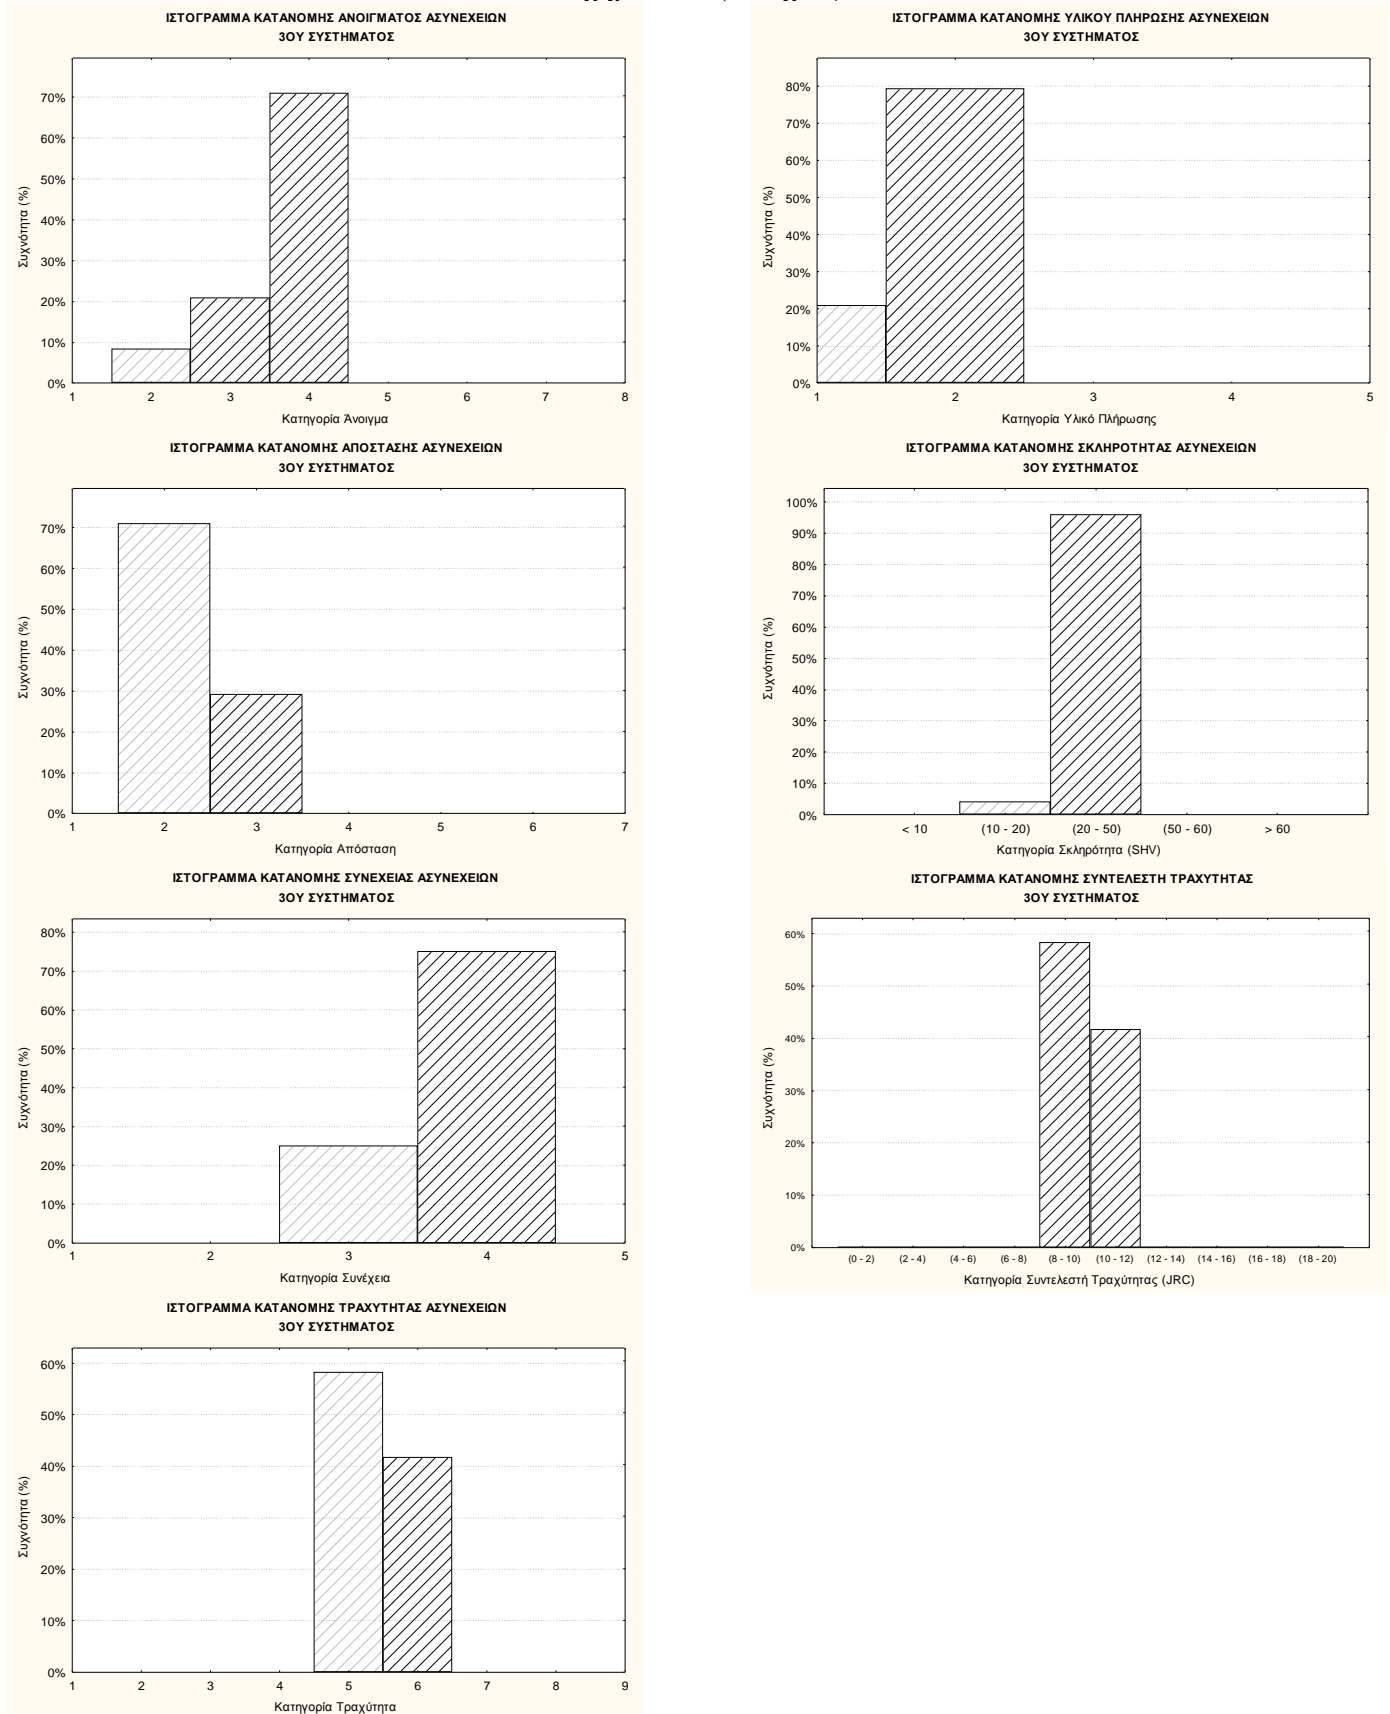 ΙΣΤΟΓΡΑΜΜΑ ΚΑΤΑΝΟΜΗΣ ΑΝΟΙΓΜΑΤΟΣ ΑΣΥΝΕΧΕΙΩΝ
3ΟΥ ΣΥΣΤΗΜΑΤΟΣ
70%
60%
50%
40%
30%
20%
10%
0%
Συχνότητα (%)
1 2 3 4 5 6 7 8
Κατηγορία Άνοιγμα
ΙΣΤΟΓΡΑΜΜΑ ΚΑΤΑΝΟΜΗΣ ΥΛΙΚΟΥ ΠΛΗΡΩΣΗΣ ΑΣΥΝΕΧΕΙΩΝ
3ΟΥ ΣΥΣΤΗΜΑΤΟΣ
80%
70%
60%
50%
40%
30%
20%
10%
0%
Συχνότητα (%)
1 2 3 4 5
Κατηγορία Υλικό Πλήρωσης
ΙΣΤΟΓΡΑΜΜΑ ΚΑΤΑΝΟΜΗΣ ΑΠΟΣΤΑΣΗΣ ΑΣΥΝΕΧΕΙΩΝ
3ΟΥ ΣΥΣΤΗΜΑΤΟΣ
70%
60%
50%
40%
30%
20%
10%
0%
Συχνότητα (%)
1 2 3 4 5 6 7
Κατηγορία Απόσταση
ΙΣΤΟΓΡΑΜΜΑ ΚΑΤΑΝΟΜΗΣ ΣΚΛΗΡΟΤΗΤΑΣ ΑΣΥΝΕΧΕΙΩΝ
3ΟΥ ΣΥΣΤΗΜΑΤΟΣ
100%
90%
80%
70%
60%
50%
40%
30%
20%
10%
0%
Συχνότητα (%)
< 10 (10 - 20) (20 - 50) (50 - 60) > 60
Κατηγορία Σκληρότητα (SHV)
ΙΣΤΟΓΡΑΜΜΑ ΚΑΤΑΝΟΜΗΣ ΣΥΝΕΧΕΙΑΣ ΑΣΥΝΕΧΕΙΩΝ
3ΟΥ ΣΥΣΤΗΜΑΤΟΣ
80%
70%
60%
50%
40%
30%
20%
10%
0%
Συχνότητα (%)
1 2 3 4 5
Κατηγορία Συνέχεια
ΙΣΤΟΓΡΑΜΜΑ ΚΑΤΑΝΟΜΗΣ ΣΥΝΤΕΛΕΣΤΗ ΤΡΑΧΥΤΗΤΑΣ
3ΟΥ ΣΥΣΤΗΜΑΤΟΣ
60%
50%
40%
30%
20%
10%
0%
Συχνότητα (%)
(0 - 2) (2 - 4) (4 - 6) (6 - 8) (8 - 10) (10 - 12) (12 - 14) (14 - 16) (16 - 18) (18 - 20)
Κατηγορία Συντελεστή Τραχύτητας (JRC)
ΙΣΤΟΓΡΑΜΜΑ ΚΑΤΑΝΟΜΗΣ ΤΡΑΧΥΤΗΤΑΣ ΑΣΥΝΕΧΕΙΩΝ
3ΟΥ ΣΥΣΤΗΜΑΤΟΣ
60%
50%
40%
30%
20%
10%
0%
Συχνότητα (%)
1 2 3 4 5 6 7 8 9
Κατηγορία Τραχύτητα